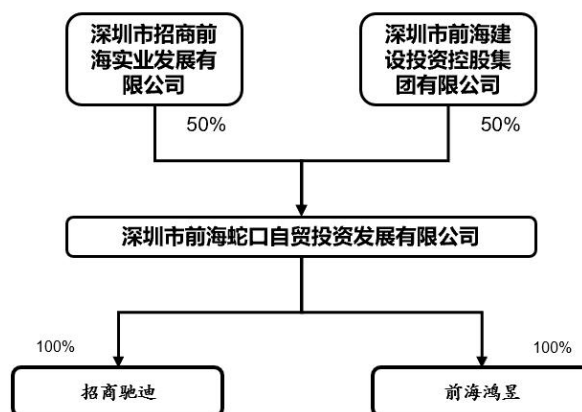 深圳市招商前
海实业发展有
限公司
深圳市前海建
设投资控股集
团有限公司
50%
50%
深圳市前海蛇口自贸投资发展有限公司
100%
100%
招商驰迪
前海鸿昱